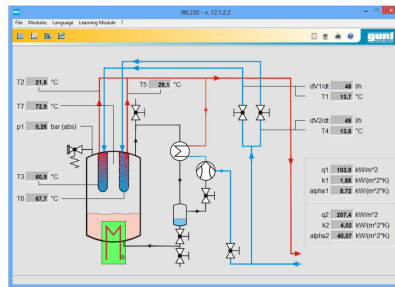 WL230 - v. 12.1.2.2
File Modules Language Learning Module ?
gunt
T2 21,6 °C
T5 29,1 °C
dV1/dt 48 l/h
T1 13,7 °C
T7 72,9 °C
p1 0,26 bar (abs)
dV2/dt 49 l/h
T4 13,6 °C
T3 60,9 °C
T6 67,7 °C
q1 103,9 kW/m^2
k1 1,88 kW/(m^2*K)
alpha1 8,72 kW/(m^2*K)
q2 207,4 kW/m^2
k2 4,02 kW/(m^2*K)
alpha2 40,07 kW/(m^2*K)